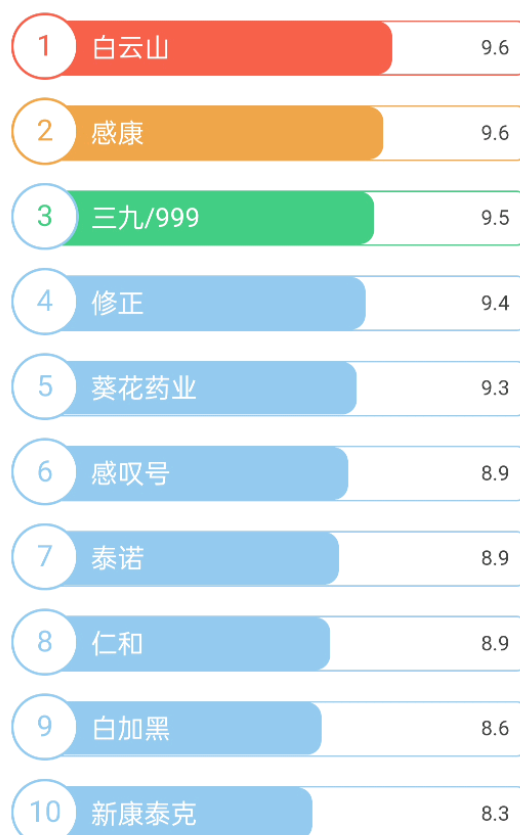 1 白云山 9.6
2 感康 9.6
3 三九/999 9.5
4 修正 9.4
5 葵花药业 9.3
6 感叹号 8.9
7 泰诺 8.9
8 仁和 8.9
9 白加黑 8.6
10 新康泰克 8.3